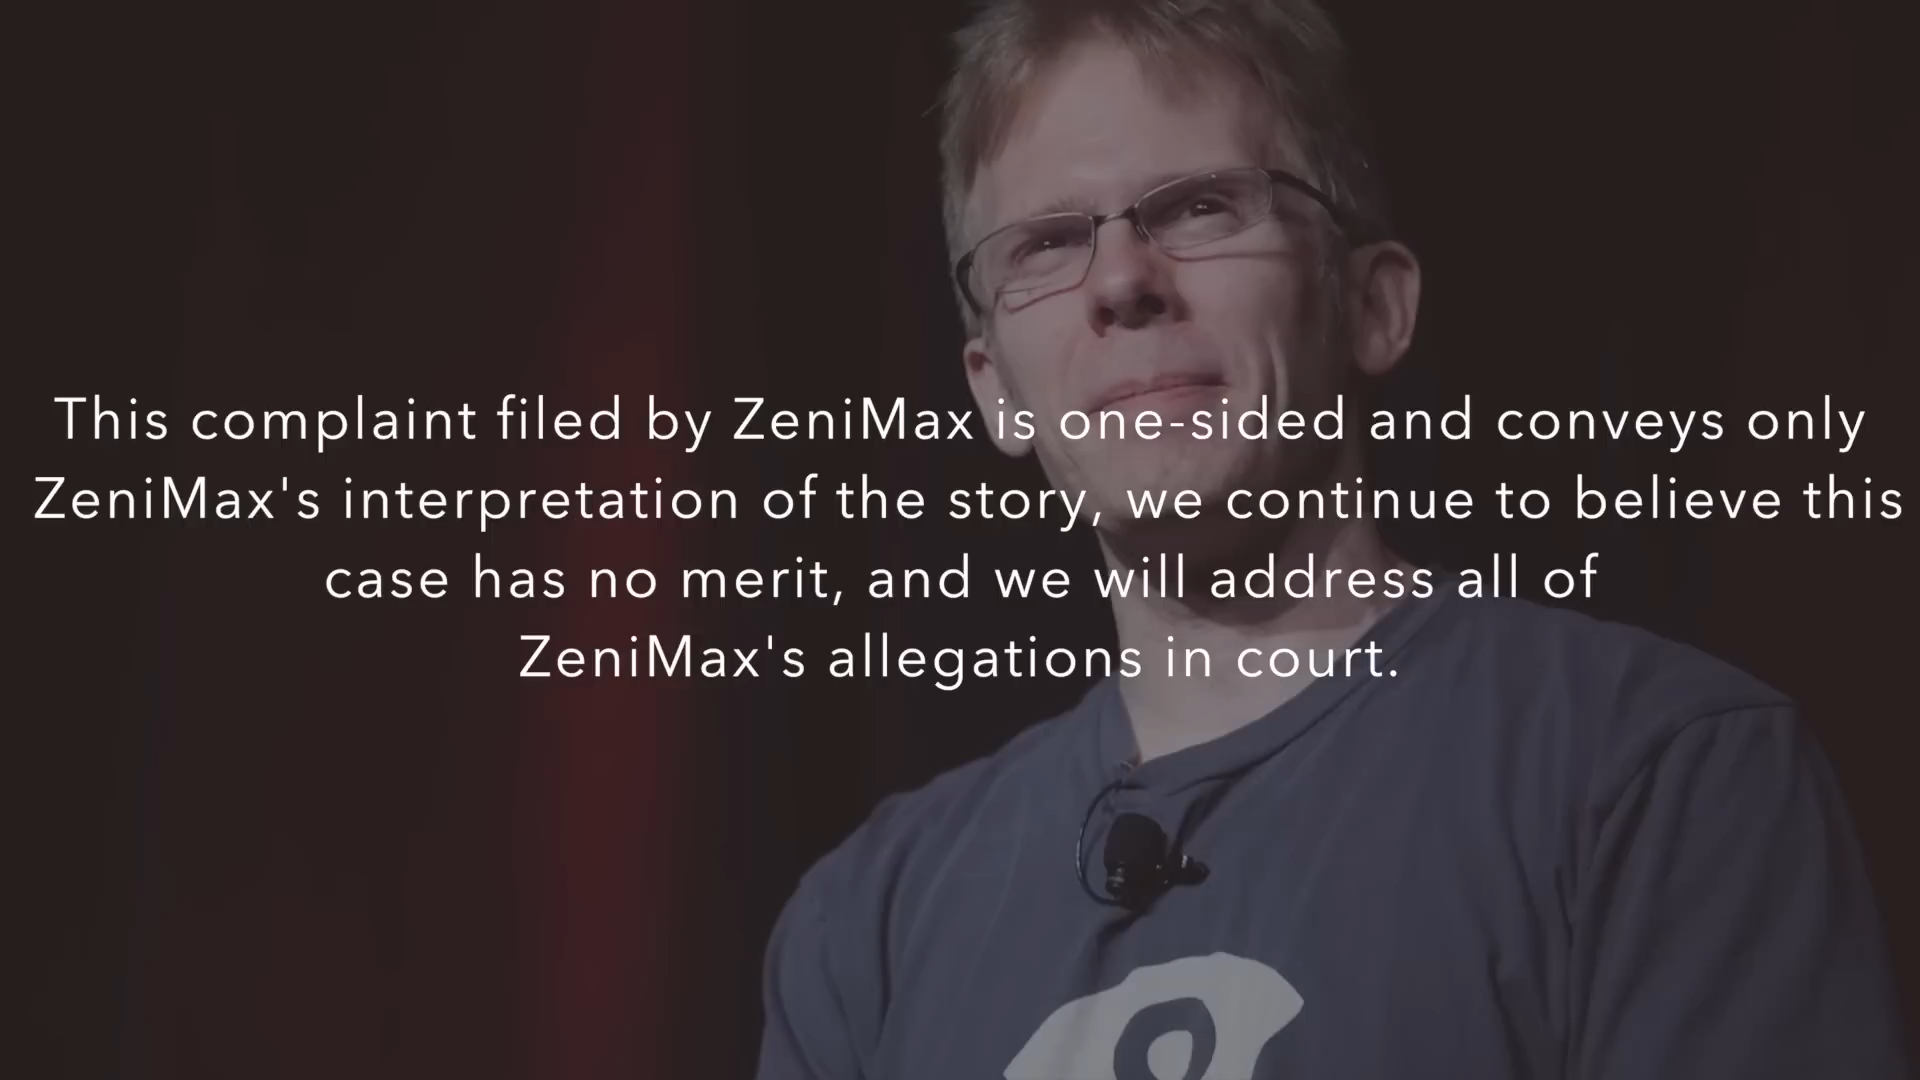 This complaint filed by ZeniMax is one-sided and conveys only
ZeniMax's interpretation of the story, we continue to believe this
case has no merit, and we will address all of
ZeniMax's allegations in court.